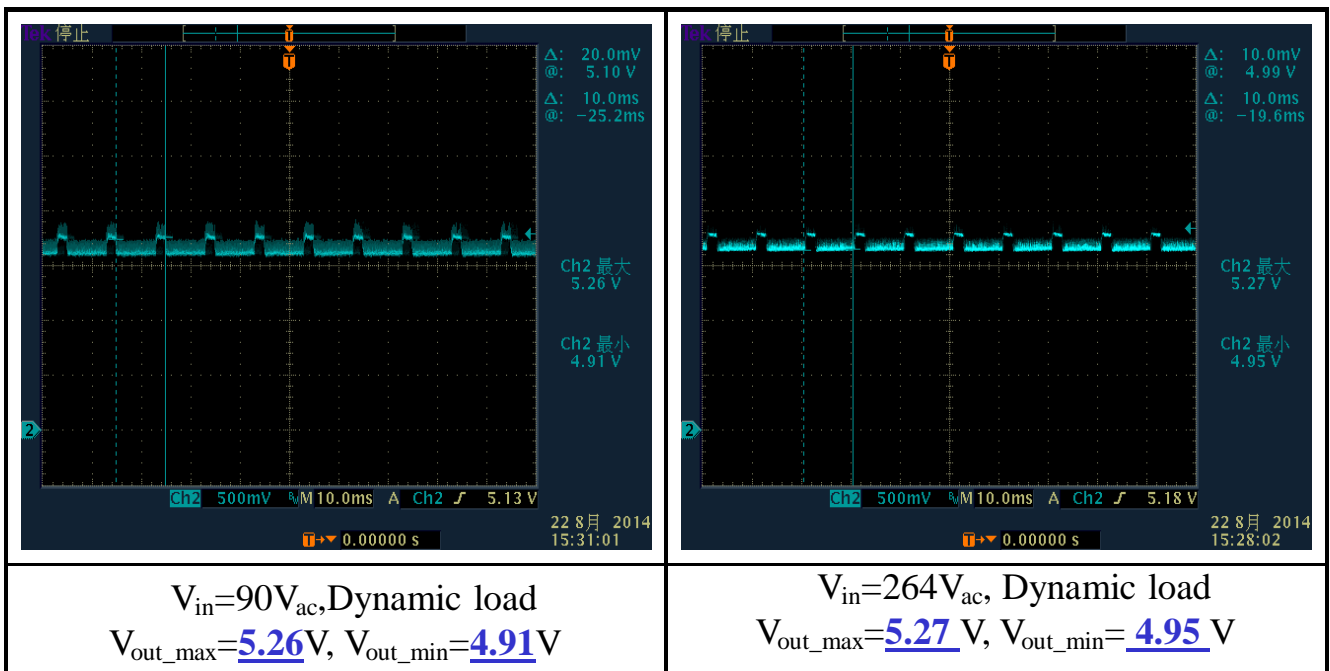 Tek 停止
T
T
Δ: 20.0mV
@: 5.10 V
Δ: 10.0ms
@: −25.2ms
Ch2 最大
5.26 V
Ch2 最小
4.91 V
2
Ch2 500mV BW M 10.0ms A Ch2 5.13 V
22 8月 2014
T→▼ 0.00000 s 15:31:01
Tek 停止
T
T
Δ: 10.0mV
@: 4.99 V
Δ: 10.0ms
@: −19.6ms
Ch2 最大
5.27 V
Ch2 最小
4.95 V
2
Ch2 500mV BW M 10.0ms A Ch2 5.18 V
22 8月 2014
T→▼ 0.00000 s 15:28:02
Vin=90Vac,Dynamic load
Vout_max=5.26V, Vout_min=4.91V
Vin=264Vac, Dynamic load
Vout_max=5.27 V, Vout_min= 4.95 V